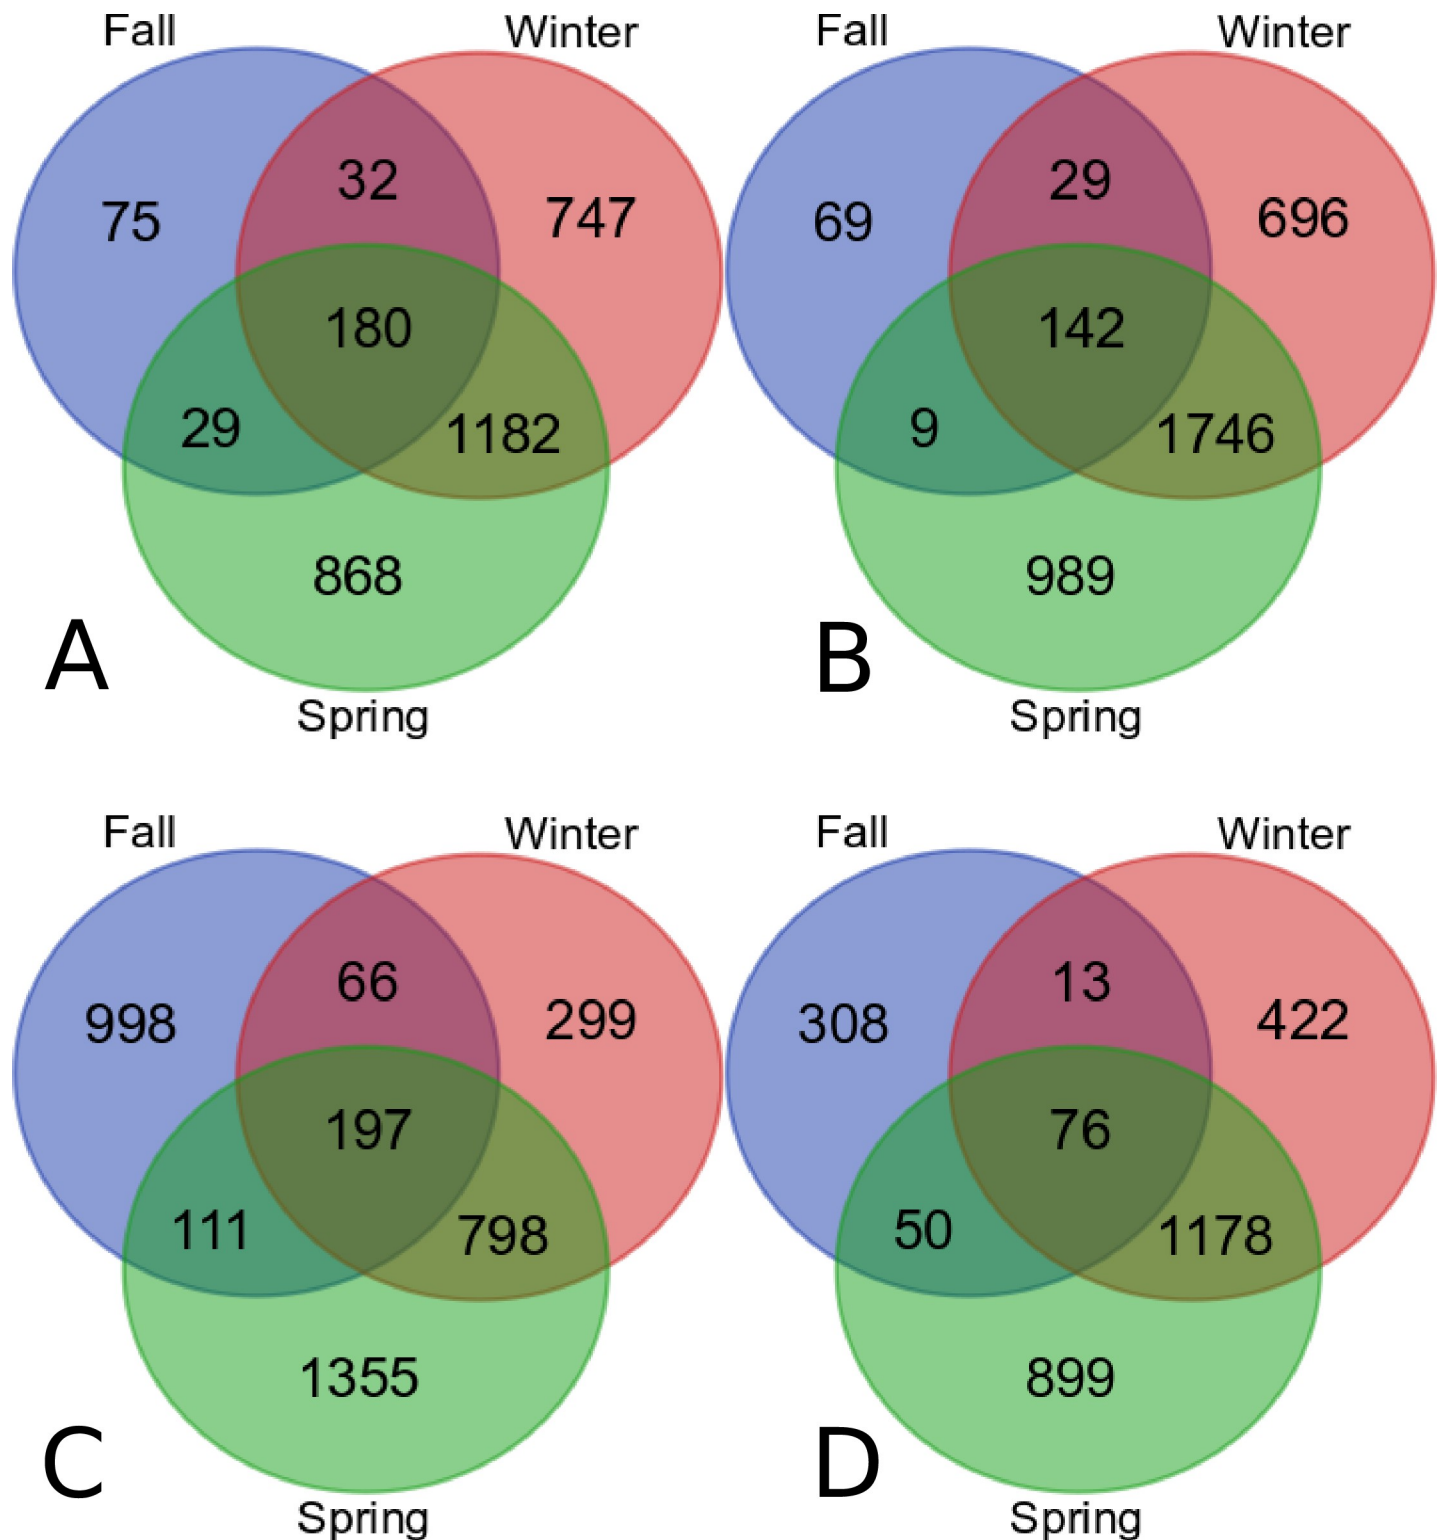 Fall Winter
32
75 747
180
29 1182
868
A
Spring
Fall Winter
29
69 696
142
9 1746
989
B
Spring
Fall Winter
66
998 299
197
111 798
1355
C
Spring
Fall Winter
13
308 422
76
50 1178
899
D
Spring